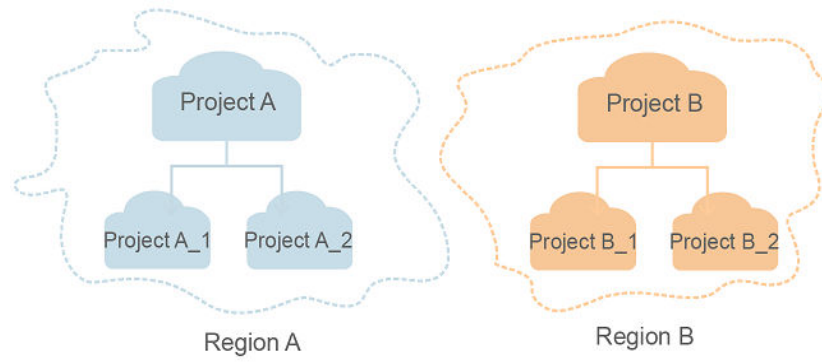 Project A
Project B
Project A_1
Project A_2
Project B_1
Project B_2
Region A
Region B